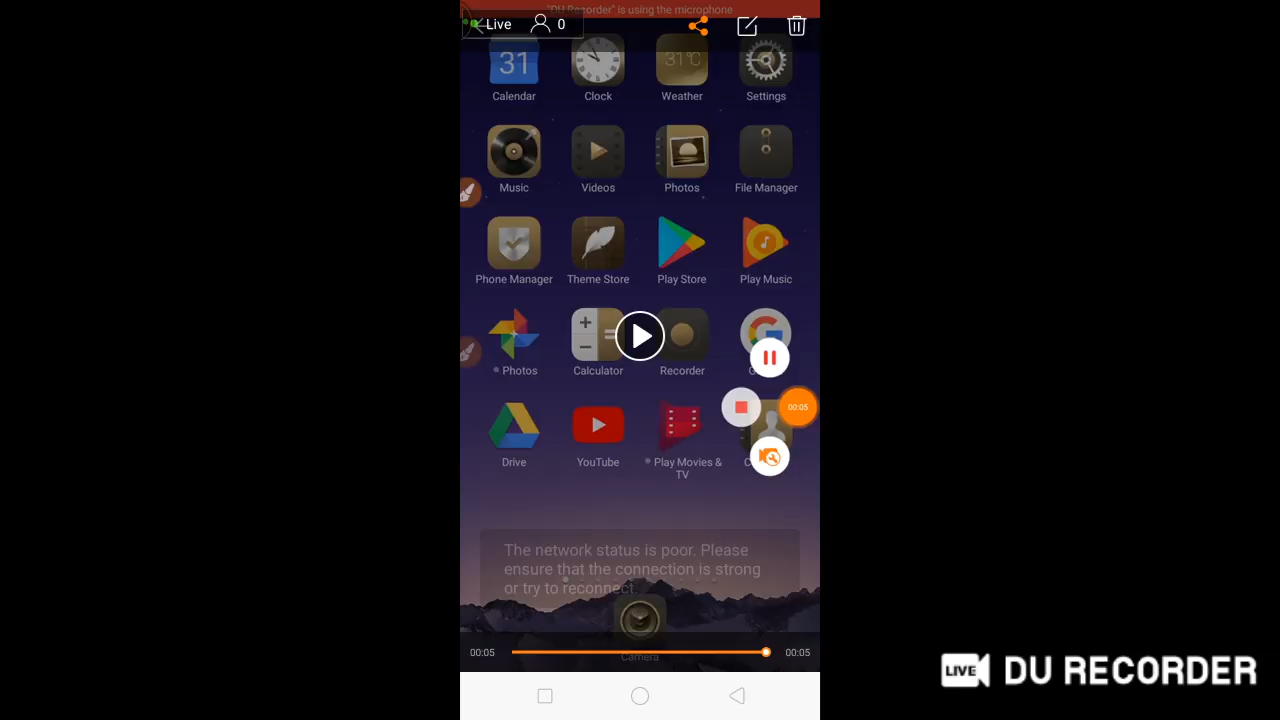 "DU Recorder" is using the microphone
Live 0
31 31°C
Calendar Clock Weather Settings
Music Videos Photos File Manager
Phone Manager Theme Store Play Store Play Music
Photos Calculator Recorder
00:05
Drive YouTube Play Movies &
TV
The network status is poor. Please
ensure that the connection is strong
or try to reconnect.
00:05 00:05
Camera
LIVE DU RECORDER